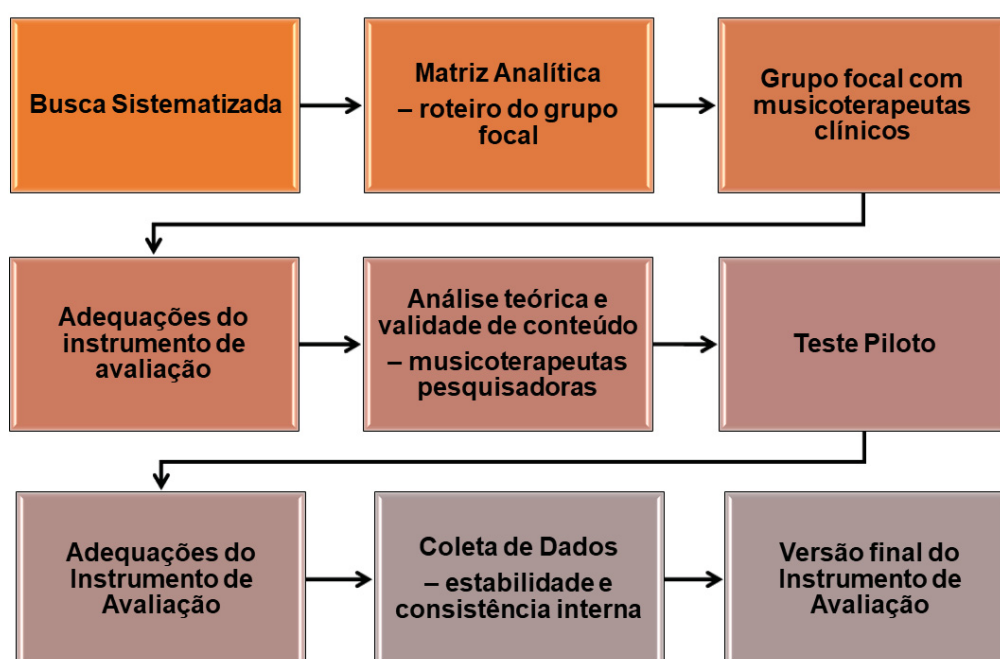 Busca Sistematizada
Matriz Analítica
– roteiro do grupo
focal
Grupo focal com
musicoterapeutas
clínicos
Adequações do
instrumento de
avaliação
Análise teórica e
validade de conteúdo
– musicoterapeutas
pesquisadoras
Teste Piloto
Adequações do
Instrumento de
Avaliação
Coleta de Dados
– estabilidade e
consistência interna
Versão final do
Instrumento de
Avaliação